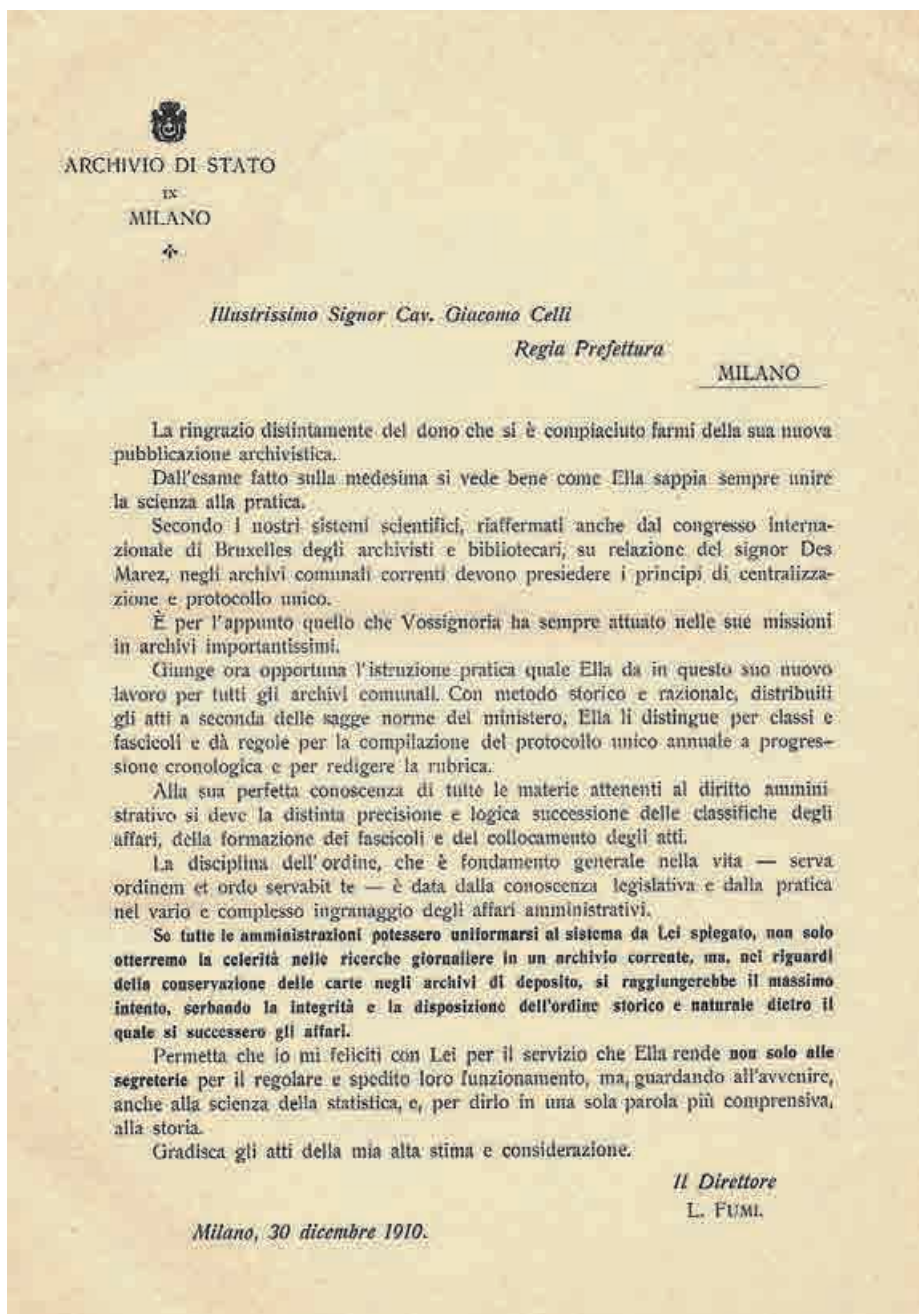 ARCHIVIO DI STATO
IN
MILANO
Illustrissimo Signor Cav. Giacomo Celli
Regia Prefettura
MILANO
La ringrazio distintamente del dono che si è compiaciuto farmi della sua nuova
pubblicazione archivistica.
Dall'esame fatto sulla medesima si vede bene come Ella sappia sempre unire
la scienza alla pratica.
Secondo i nostri sistemi scientifici, riaffermati anche dal congresso interna-
zionale di Bruxelles degli archivisti e bibliotecari, su relazione del signor Des
Marez, negli archivi comunali correnti devono presiedere i principi di centralizza-
zione e protocollo unico.
È per l'appunto quello che Vossignoria ha sempre attuato nelle sue missioni
in archivi importantissimi.
Giunge ora opportuna l'istruzione pratica quale Ella da in questo suo nuovo
lavoro per tutti gli archivi comunali. Con metodo storico e razionale, distribuiti
gli atti a seconda delle sagge norme del ministero, Ella li distingue per classi e
fascicoli e dà regole per la compilazione del protocollo unico annuale a progres-
sione cronologica e per redigere la rubrica.
Alla sua perfetta conoscenza di tutte le materie attenenti al diritto ammini
strativo si deve la distinta precisione e logica successione delle classifiche degli
affari, della formazione dei fascicoli e del collocamento degli atti.
La disciplina dell'ordine, che è fondamento generale nella vita — serva
ordinem et ordo servabit te — è data dalla conoscenza legislativa e dalla pratica
nel vario e complesso ingranaggio degli affari amministrativi.
Se tutte le amministrazioni potessero uniformarsi al sistema da Lei spiegato, non solo
otterremo la celerità nelle ricerche giornaliere in un archivio corrente, ma, nei riguardi
della conservazione delle carte negli archivi di deposito, si raggiungerebbe il massimo
intento, serbando la integrità e la disposizione dell'ordine storico e naturale dietro il
quale si successero gli affari.
Permetta che io mi feliciti con Lei per il servizio che Ella rende non solo alle
segreterie per il regolare e spedito loro funzionamento, ma, guardando all'avvenire,
anche alla scienza della statistica, e, per dirlo in una sola parola più comprensiva,
alla storia.
Gradisca gli atti della mia alta stima e considerazione.
Il Direttore
L. FUMI.
Milano, 30 dicembre 1910.